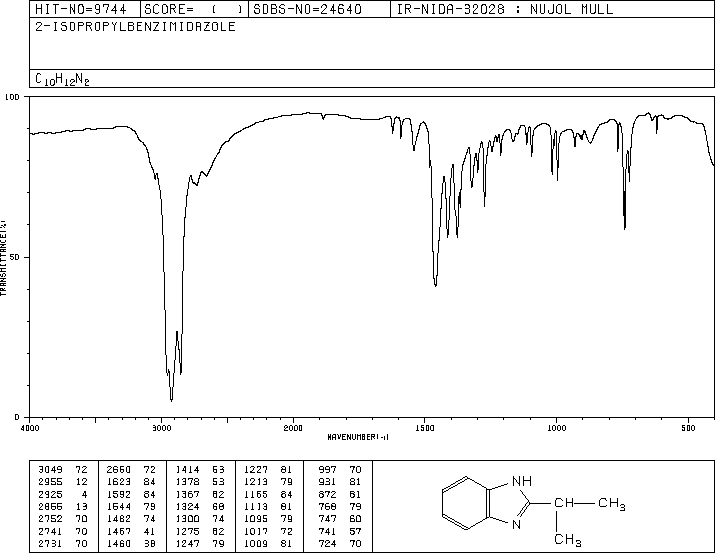 HIT-NO=9744 SCORE= ( ) SDBS-NO=24640 IR-NIDA-32028 : NUJOL MULL
2-ISOPROPYLBENZIMIDAZOLE
C10H12N2
100
50
0
TRANSMITTANCE(%)
4000 3000 2000 1500 1000 500
WAVENUMBER(-1)
3049 72 2660 72 1414 53 1227 81 997 70
2955 12 1623 84 1378 53 1213 79 931 81
2925 4 1592 84 1367 62 1165 84 872 81
2855 13 1544 79 1324 68 1113 81 768 79
2752 70 1482 74 1300 74 1095 79 747 60
2741 70 1467 41 1275 62 1017 72 741 57
2731 70 1460 38 1247 79 1009 81 724 70
NH
N
CH
CH3
CH3